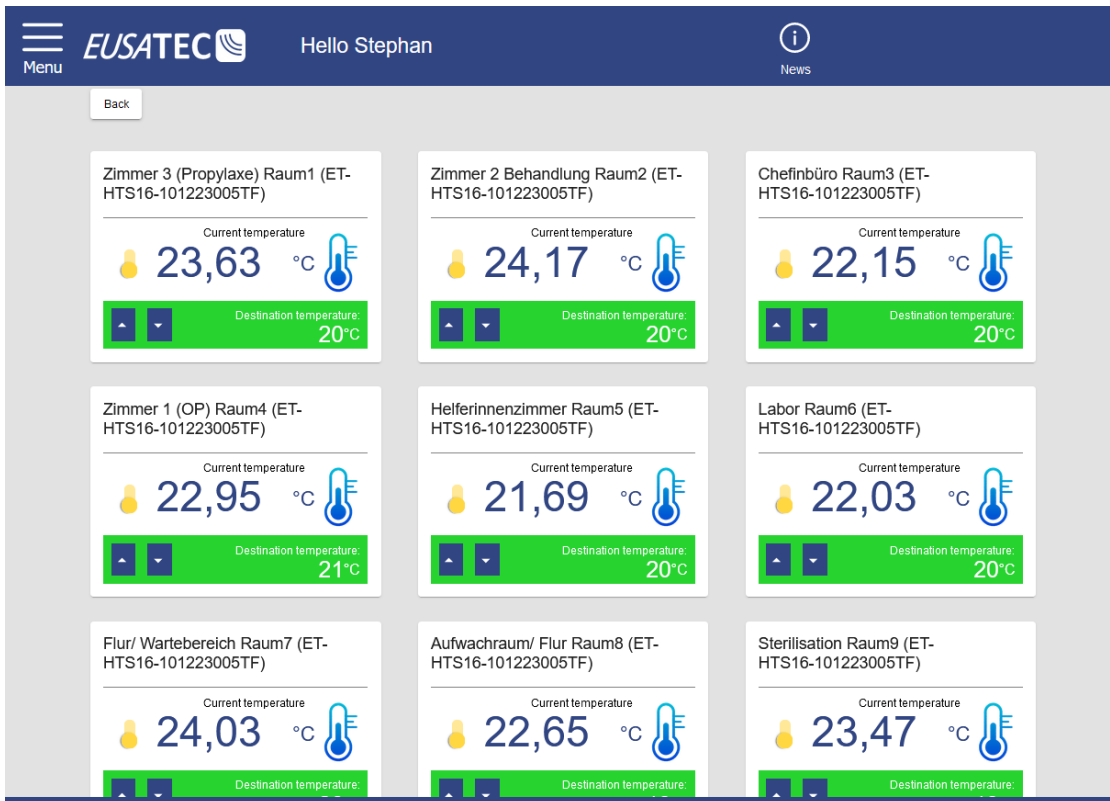 Menu
EUSATEC
Hello Stephan
News
Back
Zimmer 3 (Propylaxe) Raum1 (ET-
HTS16-101223005TF)
Current temperature
23,63 °C
Destination temperature:
20°C
Zimmer 2 Behandlung Raum2 (ET-
HTS16-101223005TF)
Current temperature
24,17 °C
Destination temperature:
20°C
Chefinbüro Raum3 (ET-
HTS16-101223005TF)
Current temperature
22,15 °C
Destination temperature:
20°C
Zimmer 1 (OP) Raum4 (ET-
HTS16-101223005TF)
Current temperature
22,95 °C
Destination temperature:
21°C
Helferinnenzimmer Raum5 (ET-
HTS16-101223005TF)
Current temperature
21,69 °C
Destination temperature:
20°C
Labor Raum6 (ET-
HTS16-101223005TF)
Current temperature
22,03 °C
Destination temperature:
20°C
Flur/ Wartebereich Raum7 (ET-
HTS16-101223005TF)
Current temperature
24,03 °C
Destination temperature:
Aufwachraum/ Flur Raum8 (ET-
HTS16-101223005TF)
Current temperature
22,65 °C
Destination temperature:
Sterilisation Raum9 (ET-
HTS16-101223005TF)
Current temperature
23,47 °C
Destination temperature: